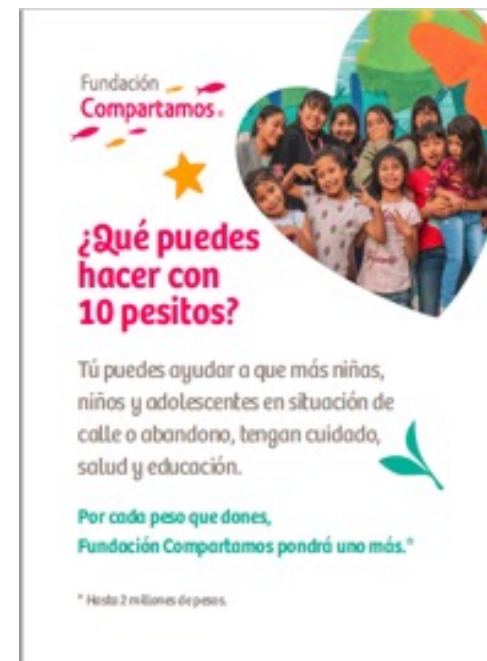 Fundación
Compartamos®
¿Qué puedes
hacer con
10 pesitos?
Tú puedes ayudar a que más niñas,
niños y adolescentes en situación de
calle o abandono, tengan cuidado,
salud y educación.
Por cada peso que dones,
Fundación Compartamos pondrá uno más.*
* Hasta 2 millones de pesos.